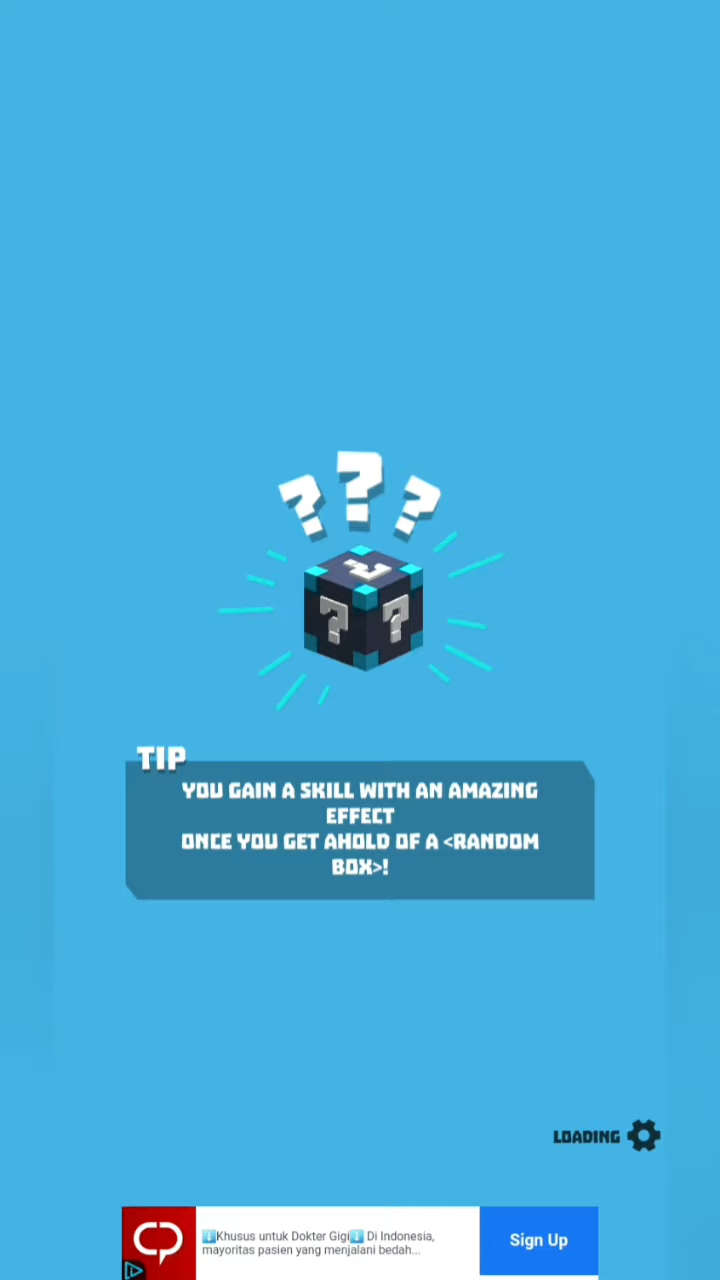 ???
???
TIP
YOU GAIN A SKILL WITH AN AMAZING
EFFECT
ONCE YOU GET AHOLD OF A <RANDOM
BOX>!
LOADING
⬇️Khusus untuk Dokter Gigi⬇️ Di Indonesia,
mayoritas pasien yang menjalani bedah...
Sign Up